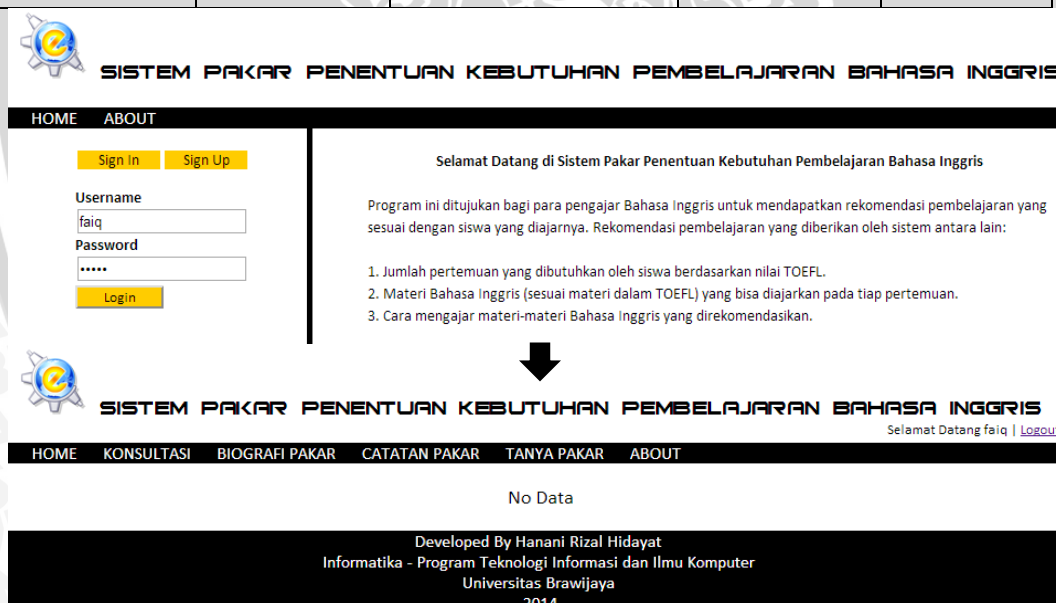 SISTEM PAKAR PENENTUAN KEBUTUHAN PEMBELAJARAN BAHASA INGGRIS
HOME ABOUT
Sign In Sign Up
Username
faiq
Password
•••••
Login
Selamat Datang di Sistem Pakar Penentuan Kebutuhan Pembelajaran Bahasa Inggris
Program ini ditujukan bagi para pengajar Bahasa Inggris untuk mendapatkan rekomendasi pembelajaran yang
sesuai dengan siswa yang diajarnya. Rekomendasi pembelajaran yang diberikan oleh sistem antara lain:
1. Jumlah pertemuan yang dibutuhkan oleh siswa berdasarkan nilai TOEFL.
2. Materi Bahasa Inggris (sesuai materi dalam TOEFL) yang bisa diajarkan pada tiap pertemuan.
3. Cara mengajar materi-materi Bahasa Inggris yang direkomendasikan.
SISTEM PAKAR PENENTUAN KEBUTUHAN PEMBELAJARAN BAHASA INGGRIS
Selamat Datang faiq | Logout
HOME KONSULTASI BIOGRAFI PAKAR CATATAN PAKAR TANYA PAKAR ABOUT
No Data
Developed By Hanani Rizal Hidayat
Informatika - Program Teknologi Informasi dan Ilmu Komputer
Universitas Brawijaya
2014